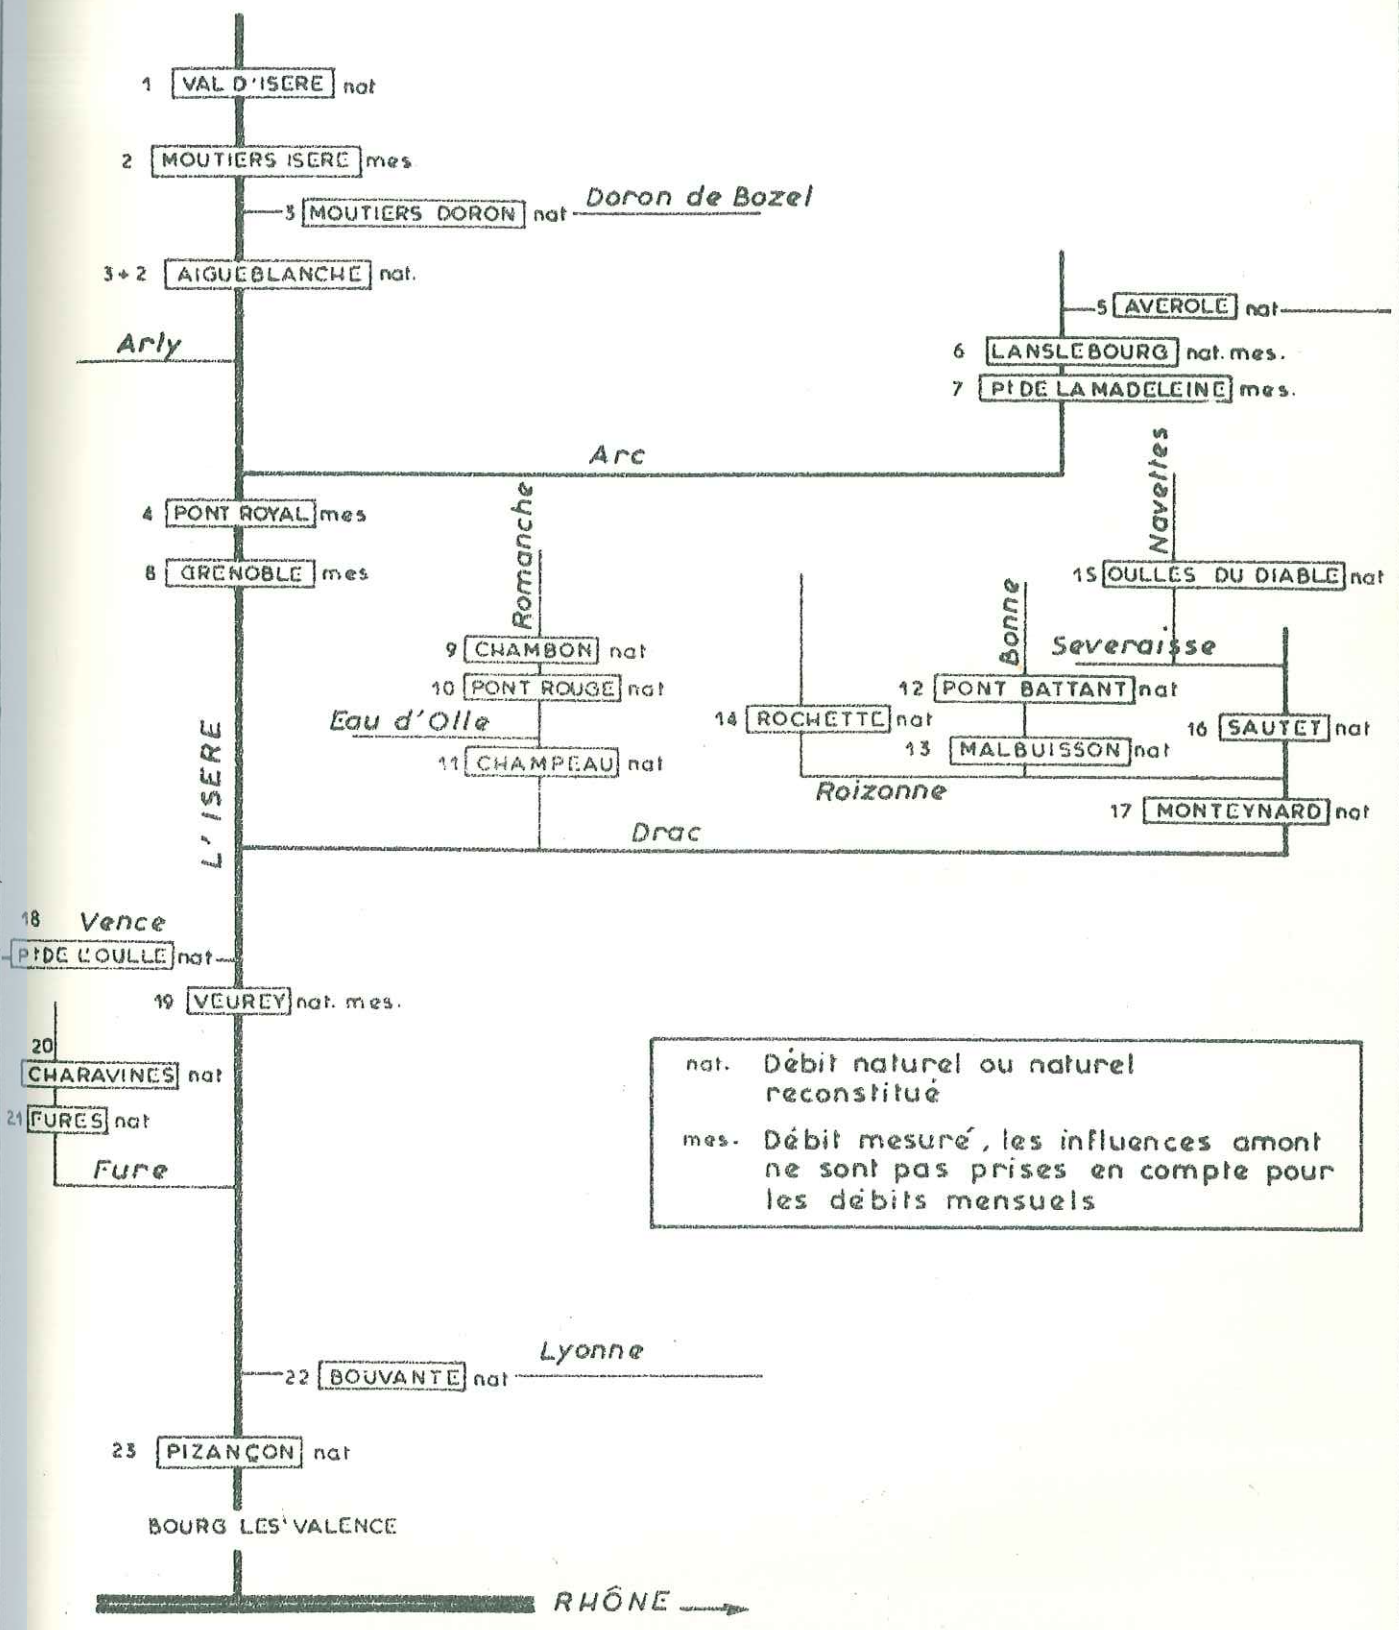 1 VAL D'ISERE nat
2 MOUTIERS ISERE mes
3 MOUTIERS DORON nat Doron de Bozel
3+2 AIGUEBLANCHE nat.
5 AVEROLE nat
Arly
6 LANSLEBOURG nat. mes.
7 Pt DE LA MADELEINE mes.
Arc
Navettes
4 PONT ROYAL mes
Romanche
8 GRENOBLE mes
15 OULLES DU DIABLE nat
Bonne
Severaisse
9 CHAMBON nat
10 PONT ROUGE nat
12 PONT BATTANT nat
Eau d'Olle
14 ROCHETTE nat
16 SAUTET nat
13 MALBUISSON nat
11 CHAMPEAU nat
Roizonne
17 MONTEYNARD nat
L'ISERE
Drac
18 Vence
Pt DE L'OULLE nat
19 VEUREY nat. mes.
20
CHARAVINES nat
21 FURES nat
Fure
nat. Débit naturel ou naturel
reconstitué
mes. Débit mesuré, les influences amont
ne sont pas prises en compte pour
les débits mensuels
Lyonne
22 BOUVANTE nat
23 PIZANÇON nat
BOURG LES VALENCE
RHÔNE